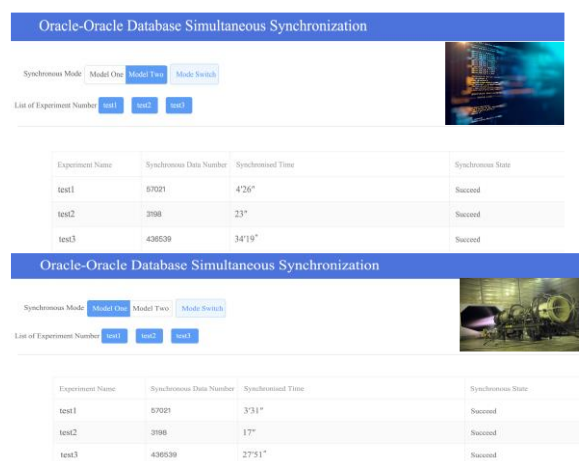 Oracle-Oracle Database Simultaneous Synchronization
Synchronous Mode Model One Model Two Mode Switch
List of Experiment Number test1 test2 test3
Experiment Name Synchronous Data Number Synchronised Time Synchronous State
test1 57021 4'26" Succeed
test2 3198 23" Succeed
test3 436539 34'19" Succeed
Oracle-Oracle Database Simultaneous Synchronization
Synchronous Mode Model One Model Two Mode Switch
List of Experiment Number test1 test2 test3
Experiment Name Synchronous Data Number Synchronised Time Synchronous State
test1 57021 3'31" Succeed
test2 3198 17" Succeed
test3 436539 27'51" Succeed